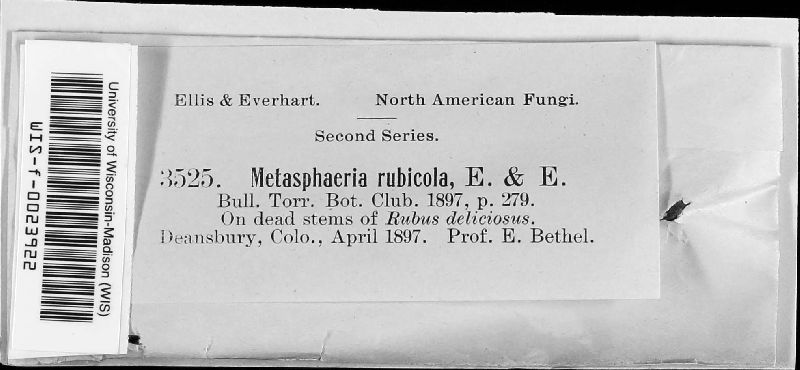 Ellis & Everhart. North American Fungi.
Second Series.
3525. Metasphaeria rubicola, E. & E.
Bull. Torr. Bot. Club. 1897, p. 279.
On dead stems of Rubus deliciosus.
Deansbury, Colo., April 1897. Prof. E. Bethel.
University of Wisconsin-Madison (WIS)
WIS-f-0023922